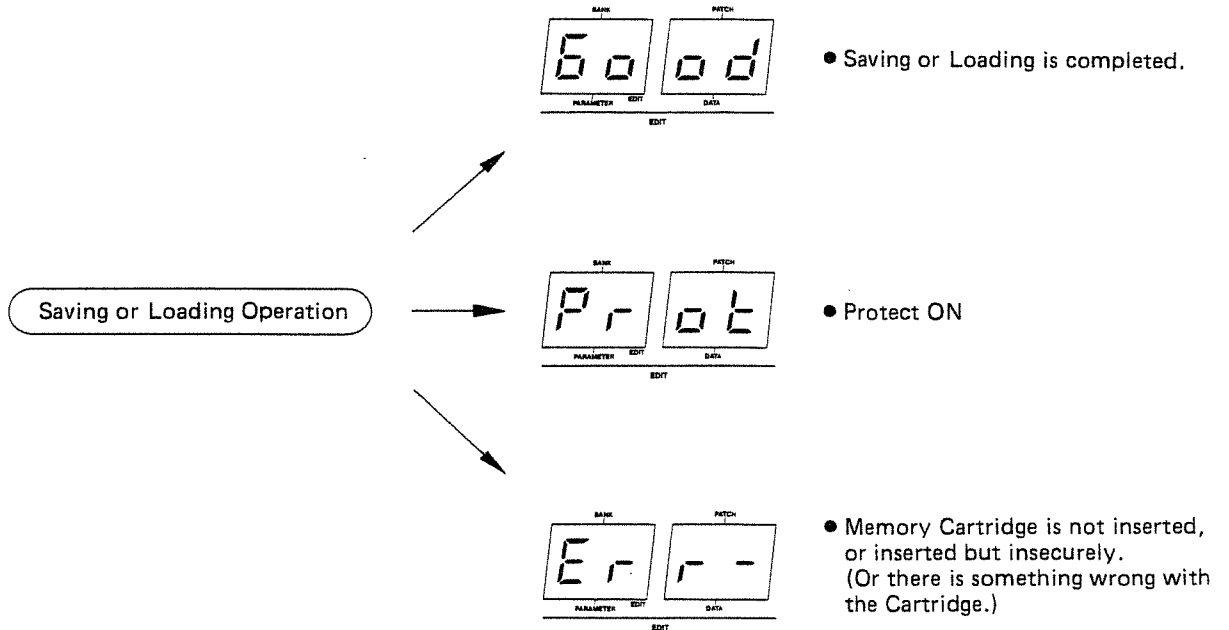 BANK PATCH
Go od
PARAMETER EDIT DATA
EDIT
● Saving or Loading is completed.
Saving or Loading Operation
BANK PATCH
Pr ot
PARAMETER EDIT DATA
EDIT
● Protect ON
BANK PATCH
Er r-
PARAMETER EDIT DATA
EDIT
● Memory Cartridge is not inserted,
or inserted but insecurely.
(Or there is something wrong with
the Cartridge.)